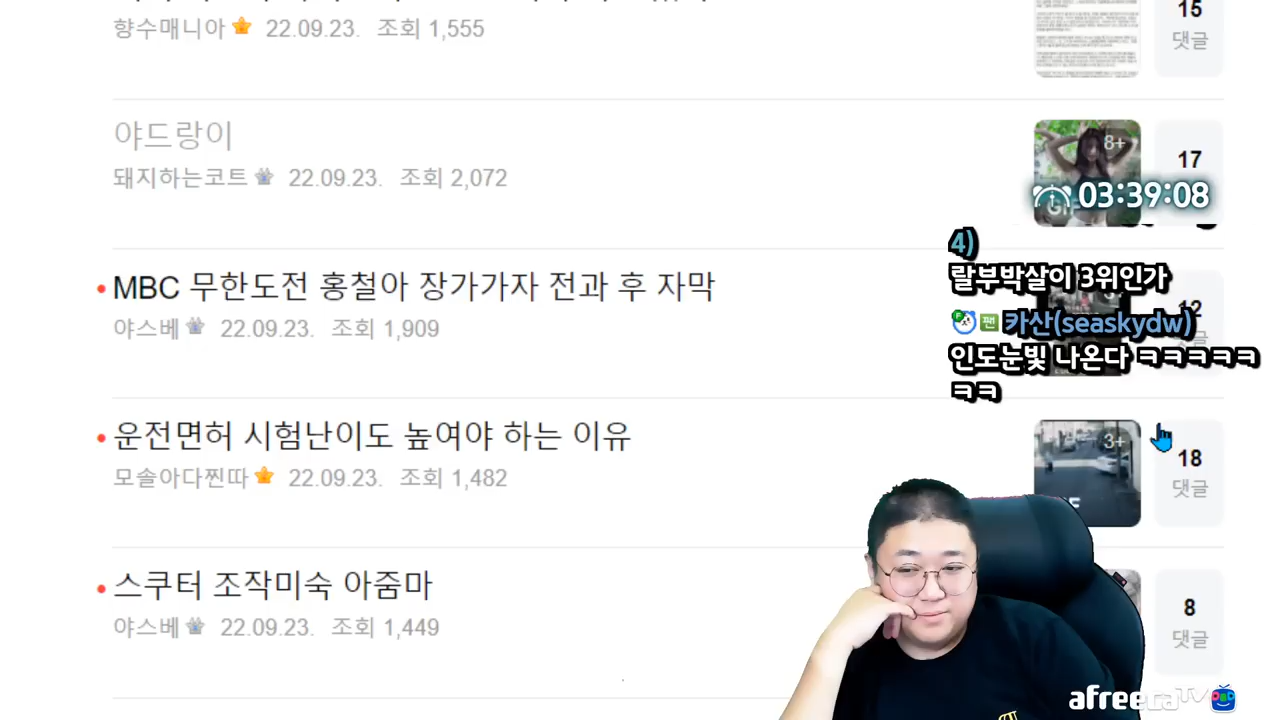 향수매니아 22.09.23. 조회 1,555
15
댓글
야드랑이
돼지하는코트 22.09.23. 조회 2,072
8+
17
03:39:08
MBC 무한도전 홍철아 장가가자 전과 후 자막
야스베 22.09.23. 조회 1,909
12
4)
랄부박살이 3위인가
팬 카산(seaskydw)
인도눈빛 나온다 ㅋㅋㅋㅋㅋ
ㅋㅋ
운전면허 시험난이도 높여야 하는 이유
모솔아다찐따 22.09.23. 조회 1,482
3+
18
댓글
스쿠터 조작미숙 아줌마
야스베 22.09.23. 조회 1,449
8
댓글
afreecaTV